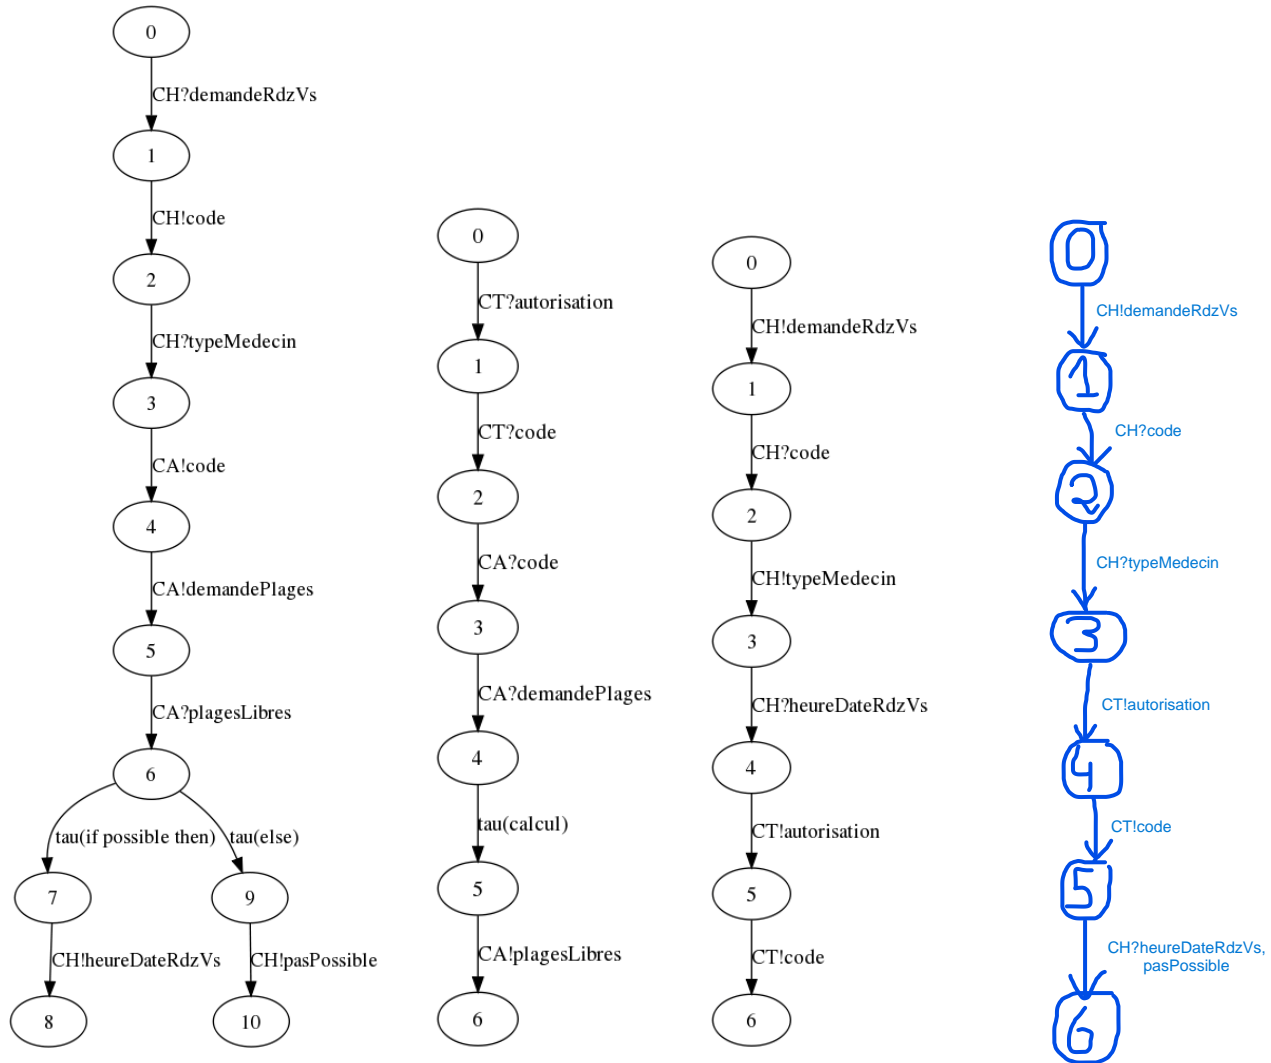 0
CH?demandeRdzVs
1
CH!code
2
CH?typeMedecin
3
CA!code
4
CA!demandePlages
5
CA?plagesLibres
6
tau(if possible then)
tau(else)
7
9
CH!heureDateRdzVs
CH!pasPossible
8
10
0
CT?autorisation
1
CT?code
2
CA?code
3
CA?demandePlages
4
tau(calcul)
5
CA!plagesLibres
6
0
CH!demandeRdzVs
1
CH?code
2
CH!typeMedecin
3
CH?heureDateRdzVs
4
CT!autorisation
5
CT!code
6
0
CH!demandeRdzVs
1
CH?code
2
CH?typeMedecin
3
CT!autorisation
4
CT!code
5
CH?heureDateRdzVs,
pasPossible
6